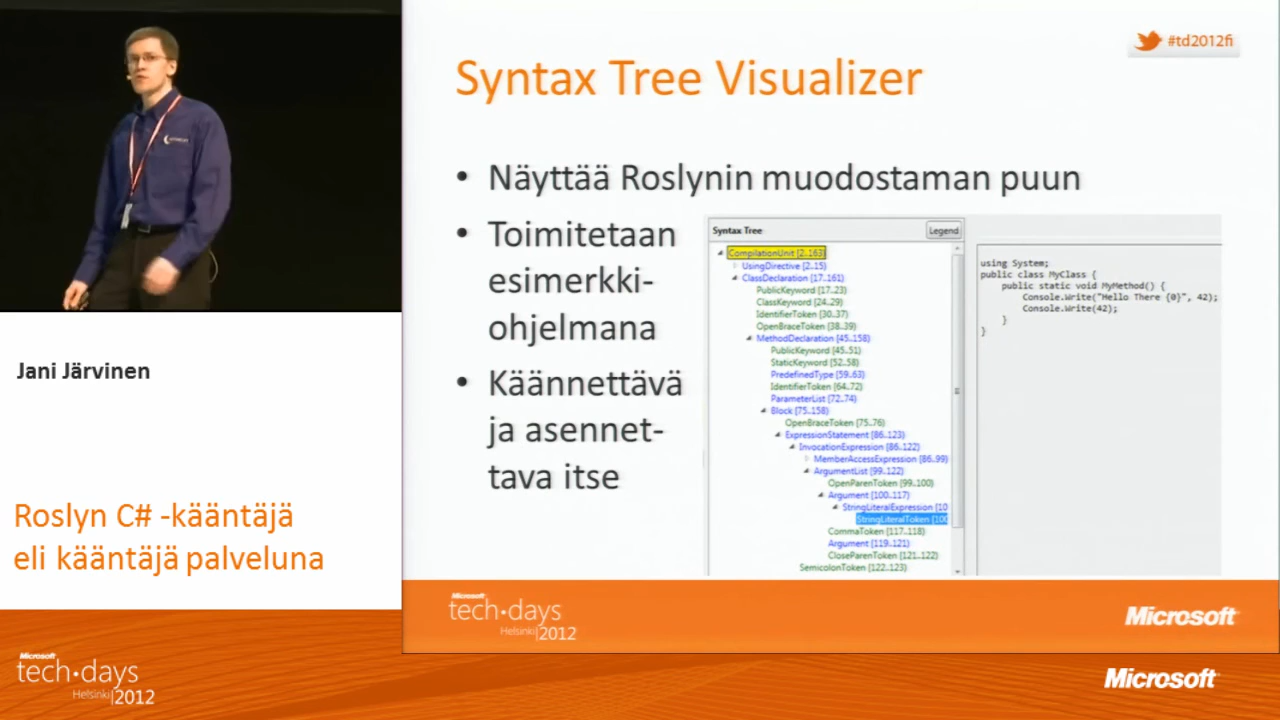 #td2012fi
Syntax Tree Visualizer
• Näyttää Roslynin muodostaman puun
• Toimitetaan
esimerkki-
ohjelmana
• Käännettävä
ja asennet-
tava itse
Syntax Tree
Legend
CompilationUnit [2..163]
UsingDirective [2..15]
ClassDeclaration [17..161]
PublicKeyword [17..23]
ClassKeyword [24..29]
IdentifierToken [30..37]
OpenBraceToken [38..39]
MethodDeclaration [45..158]
PublicKeyword [45..51]
StaticKeyword [52..58]
PredefinedType [59..63]
IdentifierToken [64..72]
ParameterList [72..74]
Block [75..158]
OpenBraceToken [75..76]
ExpressionStatement [86..123]
InvocationExpression [86..122]
MemberAccessExpression [86..99]
ArgumentList [99..122]
OpenParenToken [99..100]
Argument [100..117]
StringLiteralExpression [10
StringLiteralToken [100
CommaToken [117..118]
Argument [119..121]
CloseParenToken [121..122]
SemicolonToken [122..123]
using System;
public class MyClass {
public static void MyMethod() {
Console.Write("Hello There {0}", 42);
Console.Write(42);
}
}
Jani Järvinen
Roslyn C# -kääntäjä
eli kääntäjä palveluna
Microsoft
tech·days
Helsinki|2012
Microsoft
Microsoft
tech·days
Helsinki|2012
Microsoft